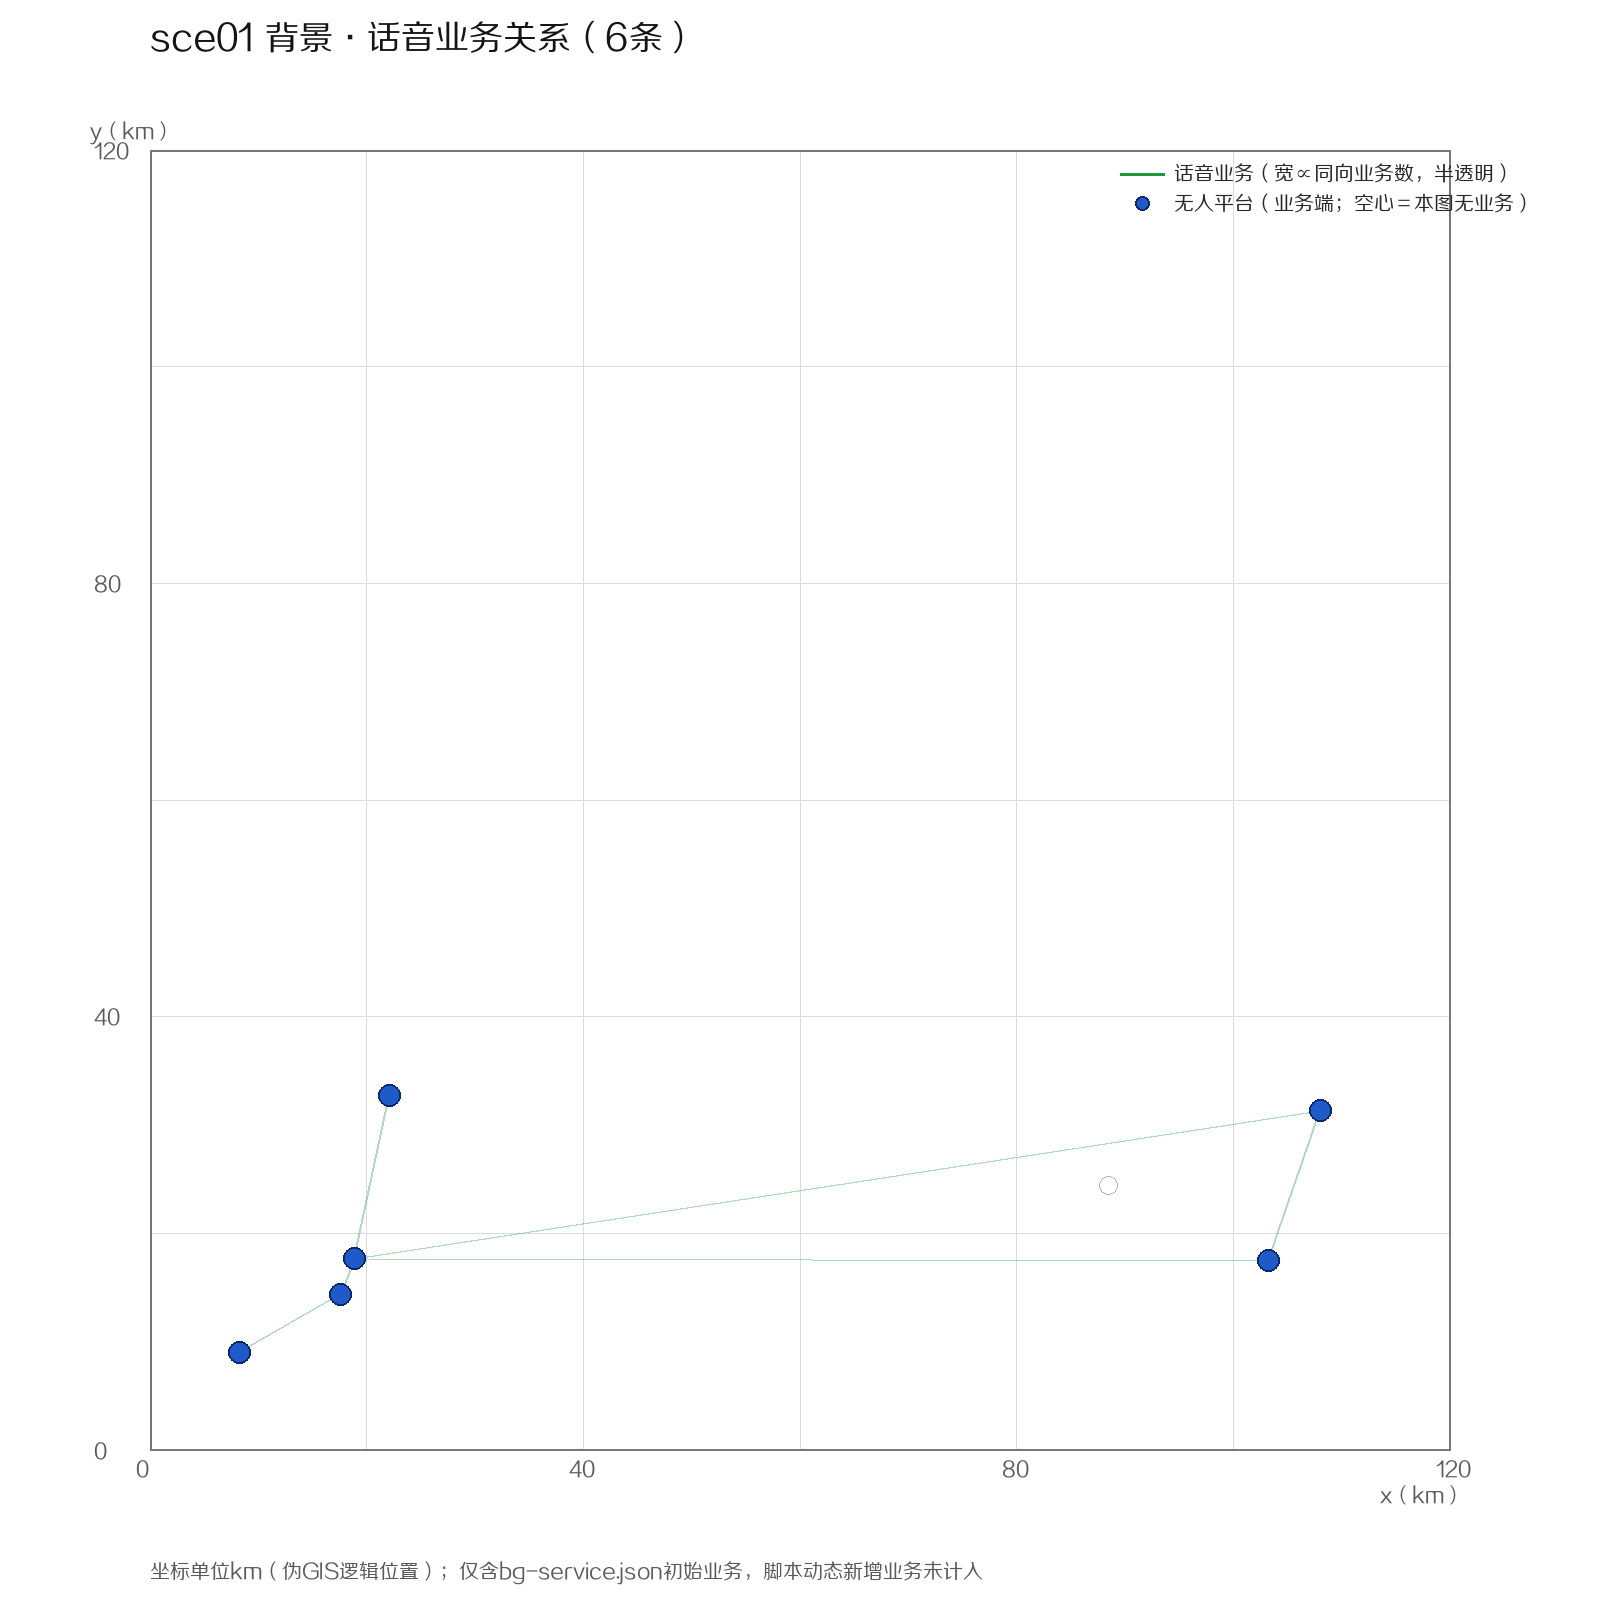 sce01 背景 · 话音业务关系（6条）
y（km）
120
话音业务（宽∝同向业务数，半透明）
无人平台（业务端；空心＝本图无业务）
80
40
0
0
40
80
120
x（km）
坐标单位km（伪GIS逻辑位置）；仅含bg-service.json初始业务，脚本动态新增业务未计入